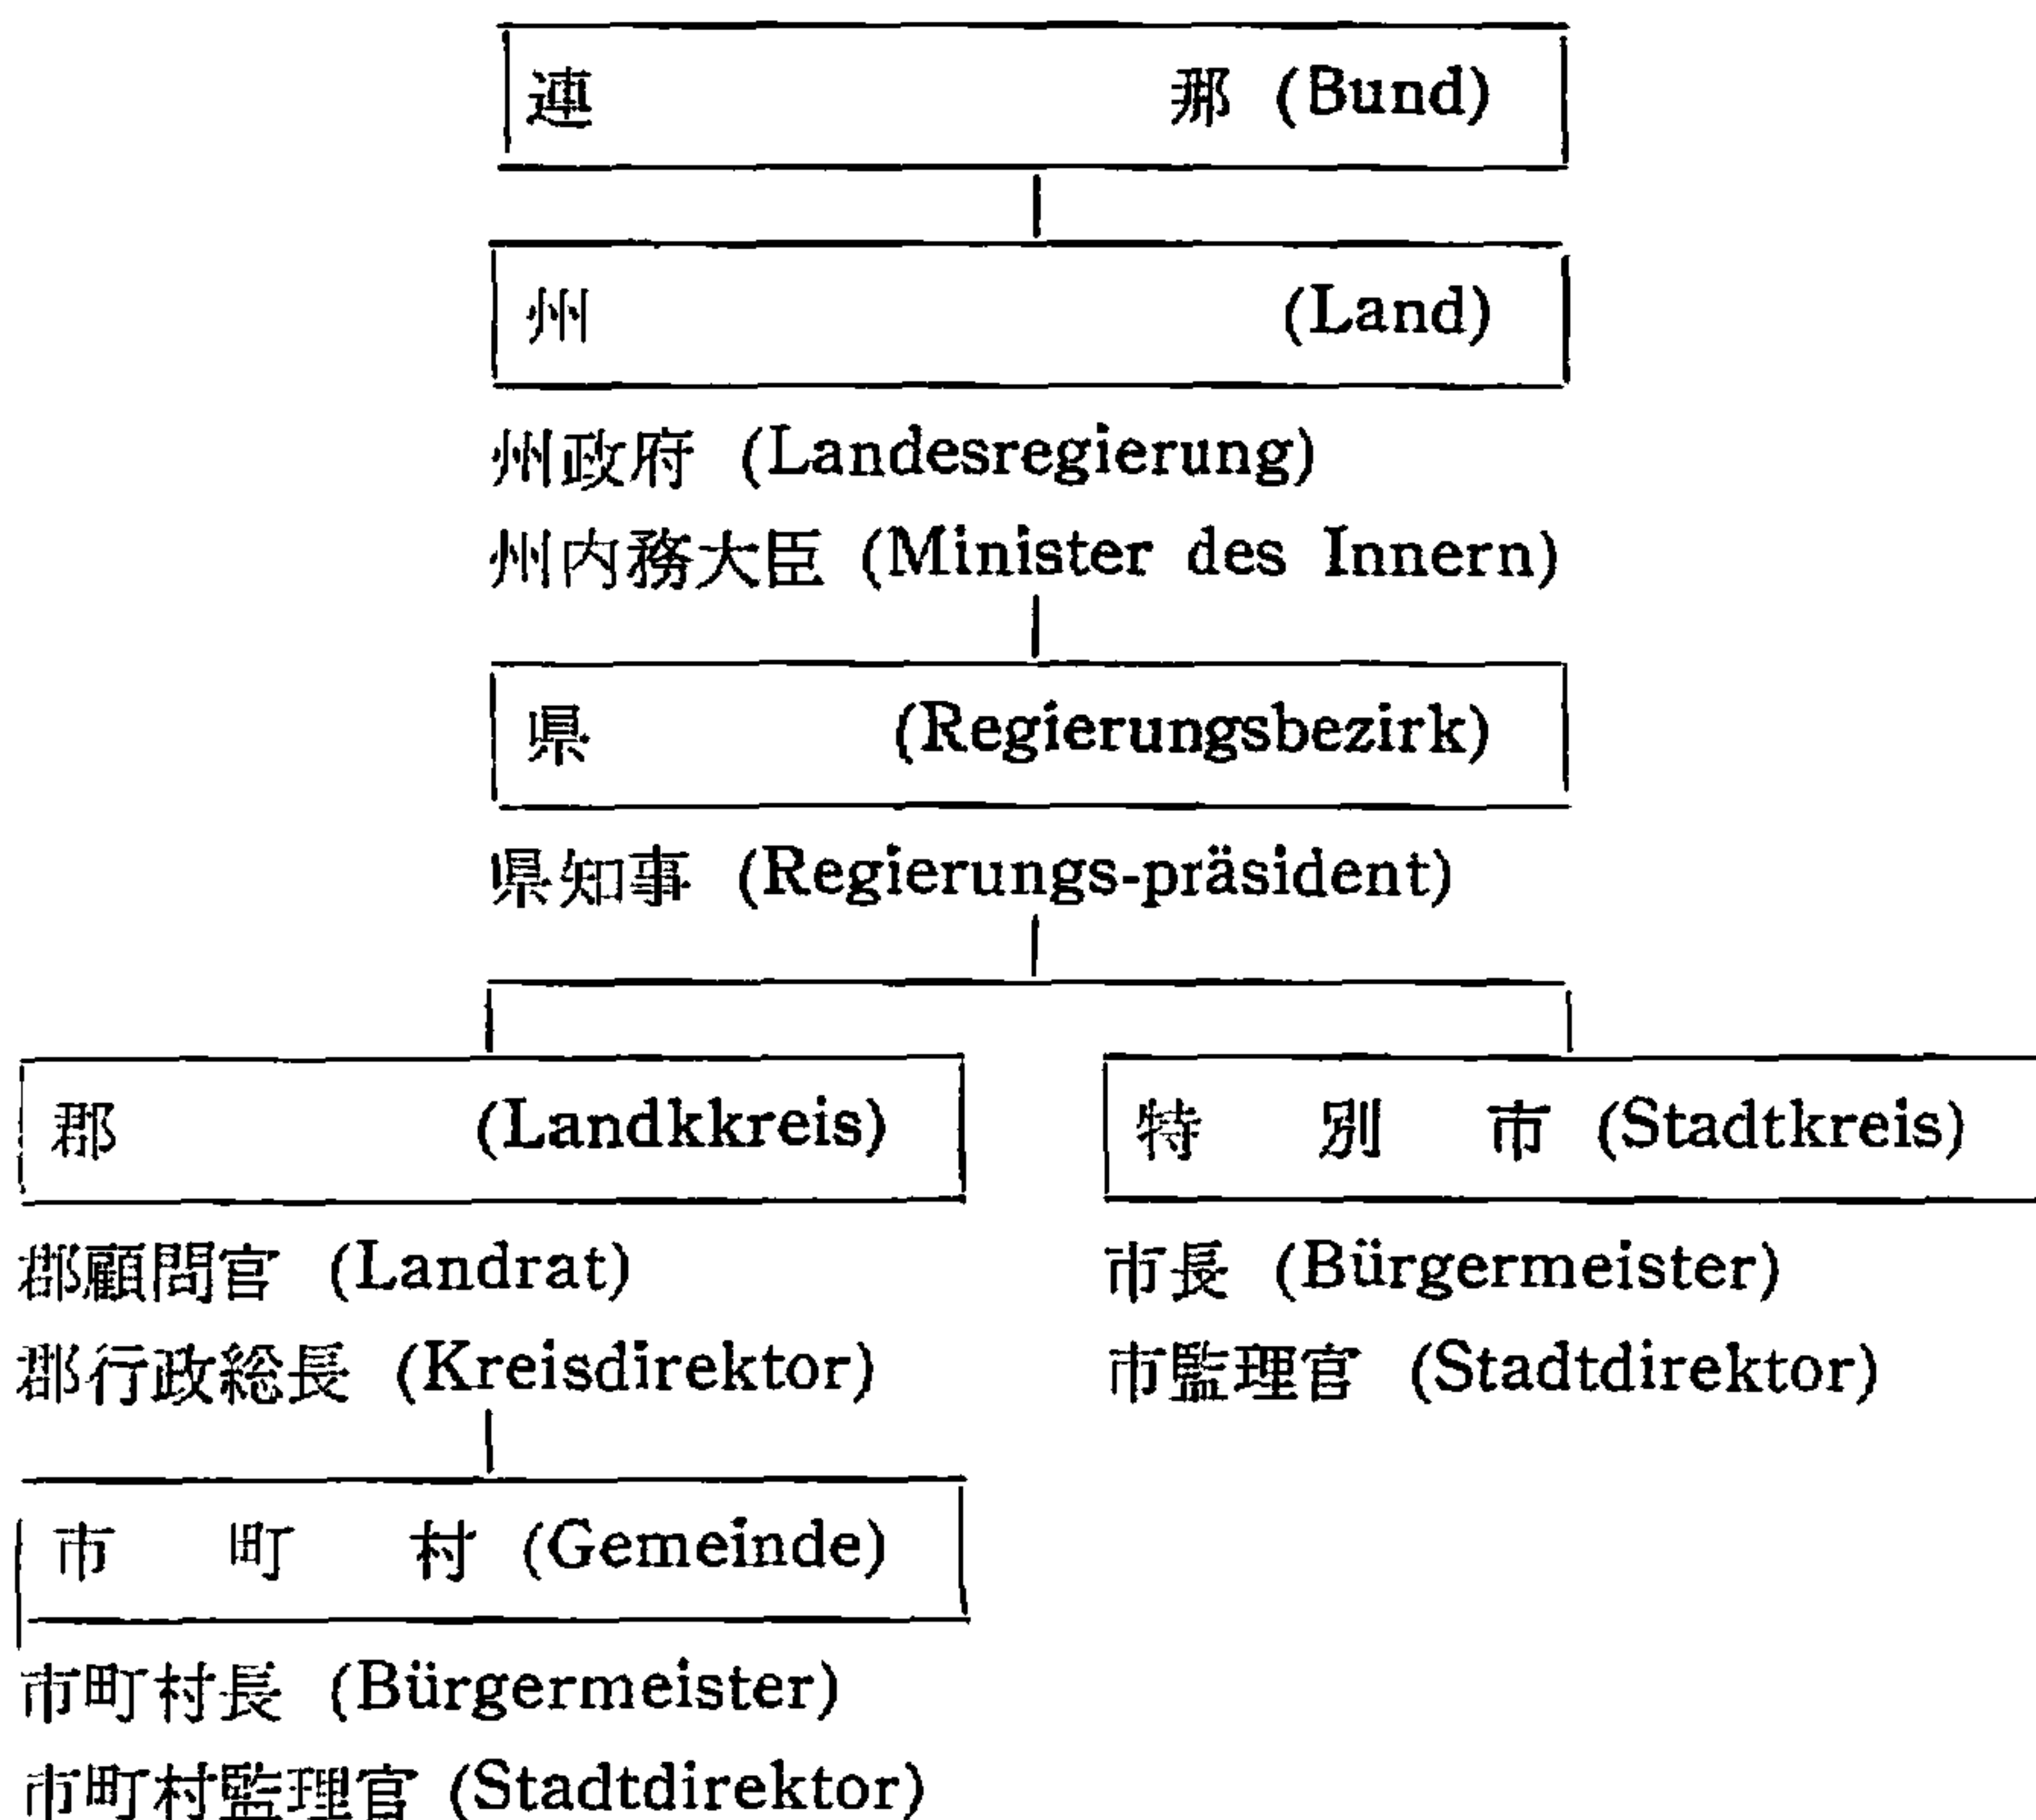 連 邦 (Bund)
州 (Land)
州政府 (Landesregierung)
州内務大臣 (Minister des Innern)
県 (Regierungsbezirk)
県知事 (Regierungs-präsident)
郡 (Landkkreis)
特 別 市 (Stadtkreis)
郡顧問官 (Landrat)
郡行政総長 (Kreisdirektor)
市長 (Bürgermeister)
市監理官 (Stadtdirektor)
市 町 村 (Gemeinde)
市町村長 (Bürgermeister)
市町村監理官 (Stadtdirektor)